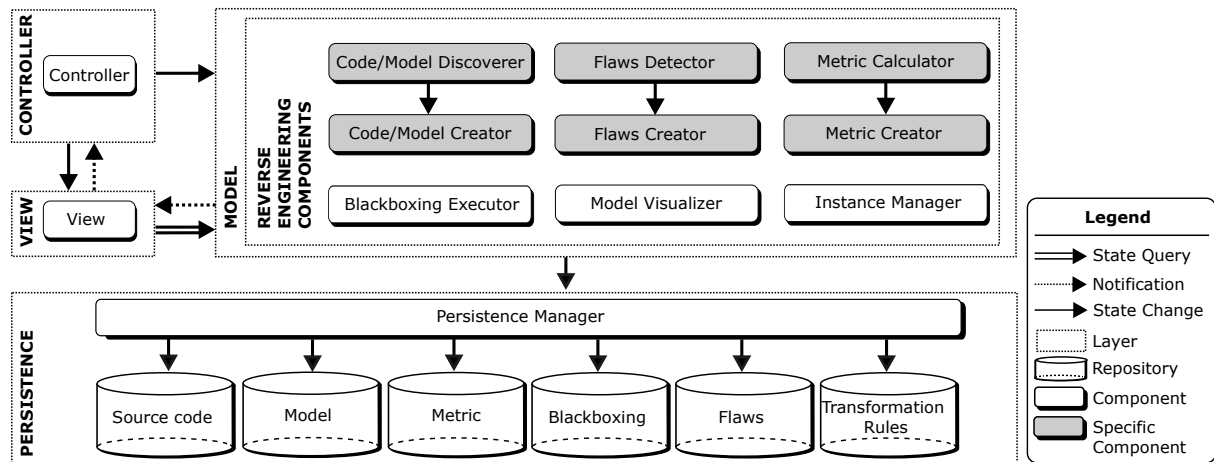 CONTROLLER
Controller
VIEW
View
MODEL
REVERSE
ENGINEERING
COMPONENTS
Code/Model Discoverer
Flaws Detector
Metric Calculator
Code/Model Creator
Flaws Creator
Metric Creator
Blackboxing Executor
Model Visualizer
Instance Manager
PERSISTENCE
Persistence Manager
Source code
Model
Metric
Blackboxing
Flaws
Transformation
Rules
Legend
State Query
Notification
State Change
Layer
Repository
Component
Specific
Component